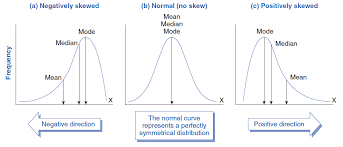 (a) Negatively skewed
Mode
Median
Mean
Frequency
X
Negative direction
(b) Normal (no skew)
Mean
Median
Mode
X
The normal curve
represents a perfectly
symmetrical distribution
(c) Positively skewed
Mode
Median
Mean
X
Positive direction